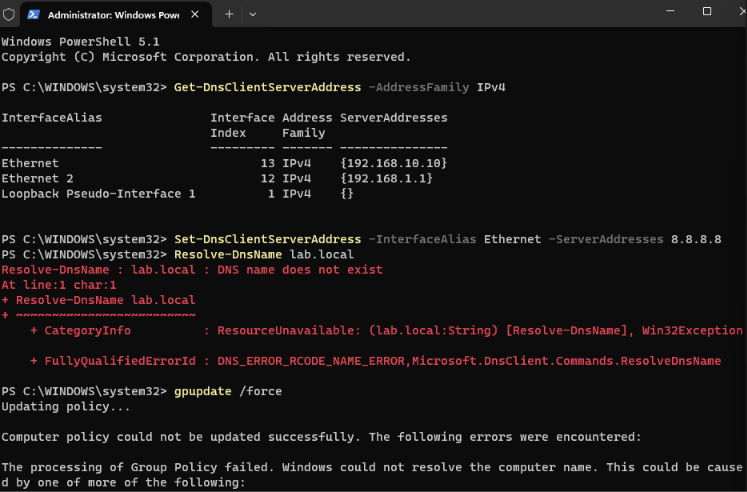 Administrator: Windows Powe
Windows PowerShell 5.1
Copyright (C) Microsoft Corporation. All rights reserved.
PS C:\WINDOWS\system32> Get-DnsClientServerAddress -AddressFamily IPv4
InterfaceAlias Interface Address ServerAddresses
Index Family
-------------- --------- ------- ---------------
Ethernet 13 IPv4 {192.168.10.10}
Ethernet 2 12 IPv4 {192.168.1.1}
Loopback Pseudo-Interface 1 1 IPv4 {}
PS C:\WINDOWS\system32> Set-DnsClientServerAddress -InterfaceAlias Ethernet -ServerAddresses 8.8.8.8
PS C:\WINDOWS\system32> Resolve-DnsName lab.local
Resolve-DnsName : lab.local : DNS name does not exist
At line:1 char:1
+ Resolve-DnsName lab.local
+ ~~~~~~~~~~~~~~~~~~~~~~~~~
+ CategoryInfo : ResourceUnavailable: (lab.local:String) [Resolve-DnsName], Win32Exception
+ FullyQualifiedErrorId : DNS_ERROR_RCODE_NAME_ERROR,Microsoft.DnsClient.Commands.ResolveDnsName
PS C:\WINDOWS\system32> gpupdate /force
Updating policy...
Computer policy could not be updated successfully. The following errors were encountered:
The processing of Group Policy failed. Windows could not resolve the computer name. This could be cause
d by one of more of the following: